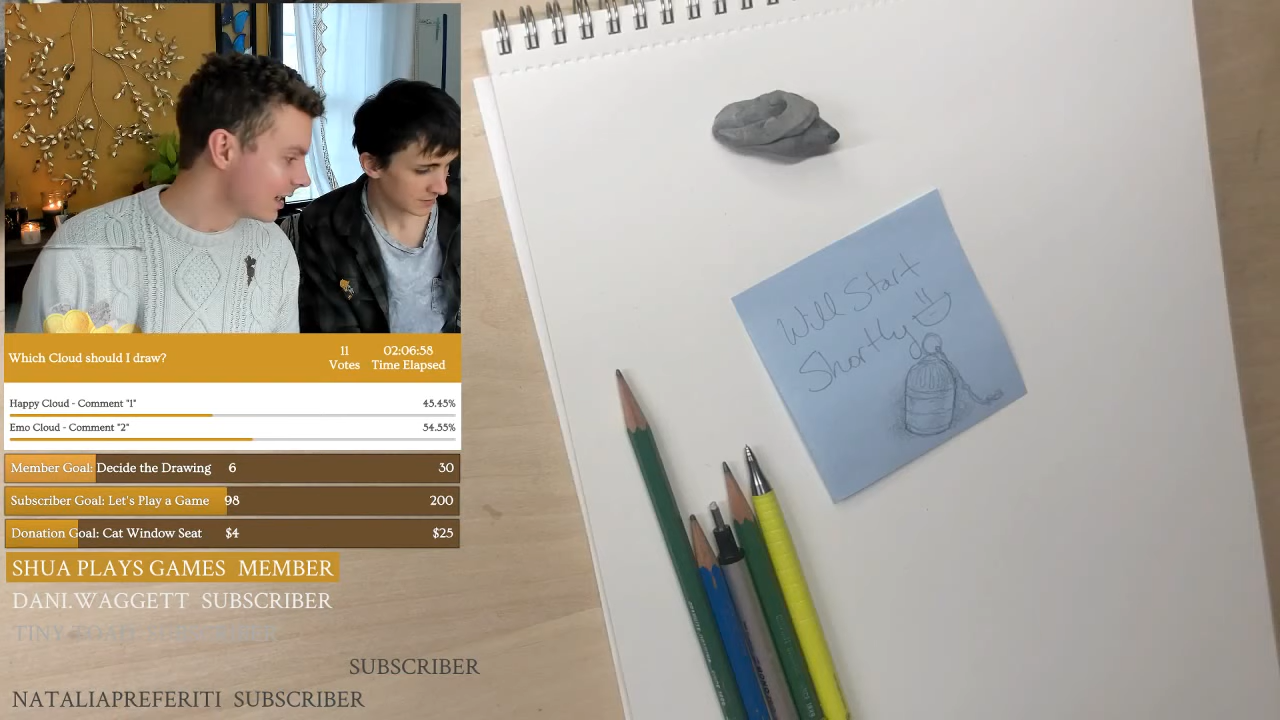 Which Cloud should I draw?
11
Votes
02:06:58
Time Elapsed
Happy Cloud - Comment "1"
45.45%
Emo Cloud - Comment "2"
54.55%
Member Goal: Decide the Drawing 6 30
Subscriber Goal: Let's Play a Game 98 200
Donation Goal: Cat Window Seat $4 $25
SHUA PLAYS GAMES MEMBER
DANI.WAGGETT SUBSCRIBER
SUBSCRIBER
NATALIAPREFERITI SUBSCRIBER
Will Start
Shortly